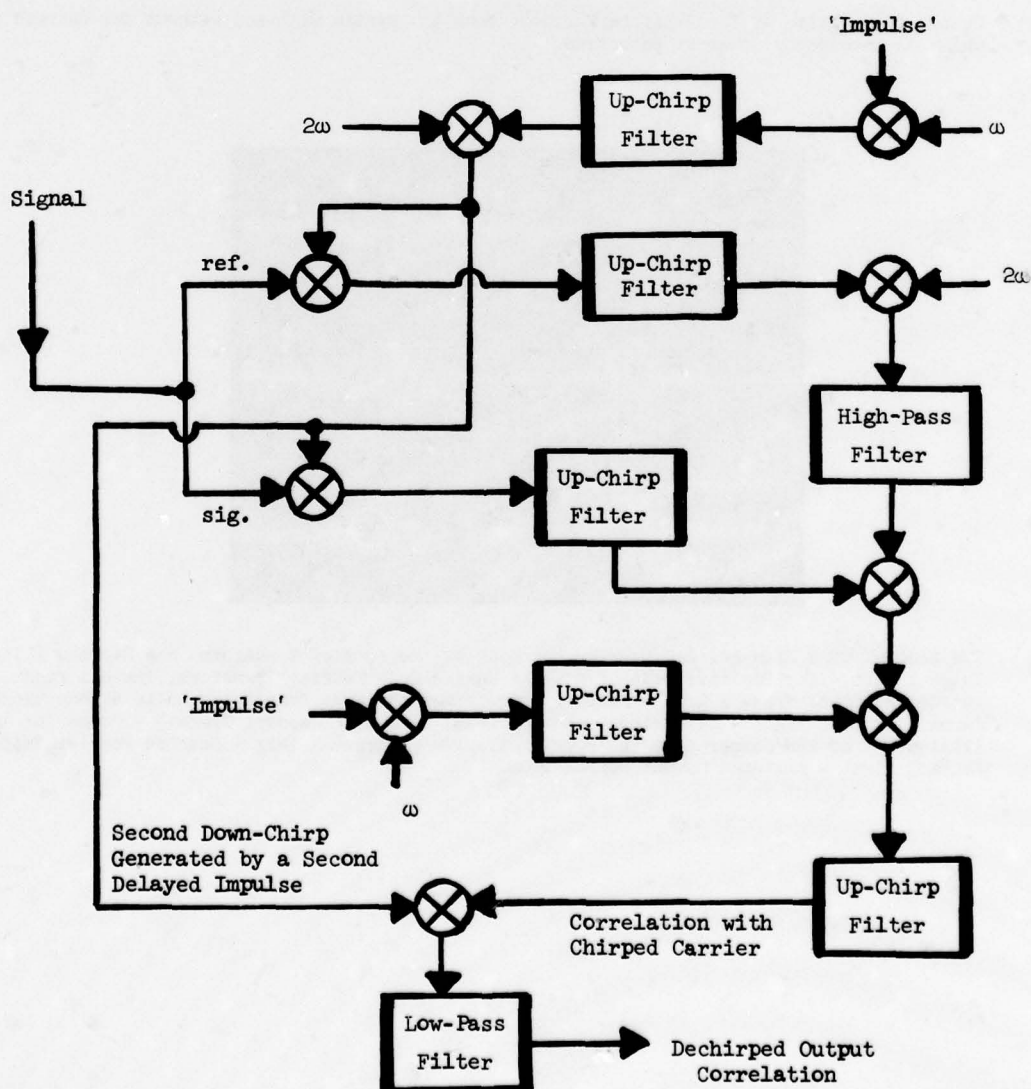 'Impulse'
Up-Chirp
Filter
2ω
ω
Signal
ref.
Up-Chirp
Filter
2ω
High-Pass
Filter
Up-Chirp
Filter
sig.
'Impulse'
Up-Chirp
Filter
ω
Second Down-Chirp
Generated by a Second
Delayed Impulse
Up-Chirp
Filter
Correlation with
Chirped Carrier
Low-Pass
Filter
Dechirped Output
Correlation